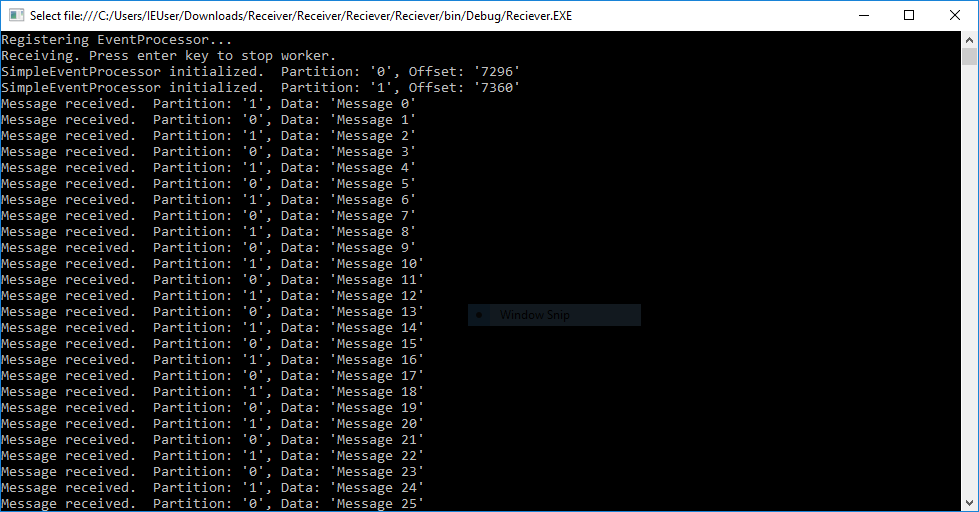 Select file:///C:/Users/IEUser/Downloads/Receiver/Receiver/Reciever/Reciever/bin/Debug/Reciever.EXE
Registering EventProcessor...
Receiving. Press enter key to stop worker.
SimpleEventProcessor initialized.  Partition: '0', Offset: '7296'
SimpleEventProcessor initialized.  Partition: '1', Offset: '7360'
Message received.  Partition: '1', Data: 'Message 0'
Message received.  Partition: '0', Data: 'Message 1'
Message received.  Partition: '1', Data: 'Message 2'
Message received.  Partition: '0', Data: 'Message 3'
Message received.  Partition: '1', Data: 'Message 4'
Message received.  Partition: '0', Data: 'Message 5'
Message received.  Partition: '1', Data: 'Message 6'
Message received.  Partition: '0', Data: 'Message 7'
Message received.  Partition: '1', Data: 'Message 8'
Message received.  Partition: '0', Data: 'Message 9'
Message received.  Partition: '1', Data: 'Message 10'
Message received.  Partition: '0', Data: 'Message 11'
Message received.  Partition: '1', Data: 'Message 12'
Message received.  Partition: '0', Data: 'Message 13'
Window Snip
Message received.  Partition: '1', Data: 'Message 14'
Message received.  Partition: '0', Data: 'Message 15'
Message received.  Partition: '1', Data: 'Message 16'
Message received.  Partition: '0', Data: 'Message 17'
Message received.  Partition: '1', Data: 'Message 18'
Message received.  Partition: '0', Data: 'Message 19'
Message received.  Partition: '1', Data: 'Message 20'
Message received.  Partition: '0', Data: 'Message 21'
Message received.  Partition: '1', Data: 'Message 22'
Message received.  Partition: '0', Data: 'Message 23'
Message received.  Partition: '1', Data: 'Message 24'
Message received.  Partition: '0', Data: 'Message 25'